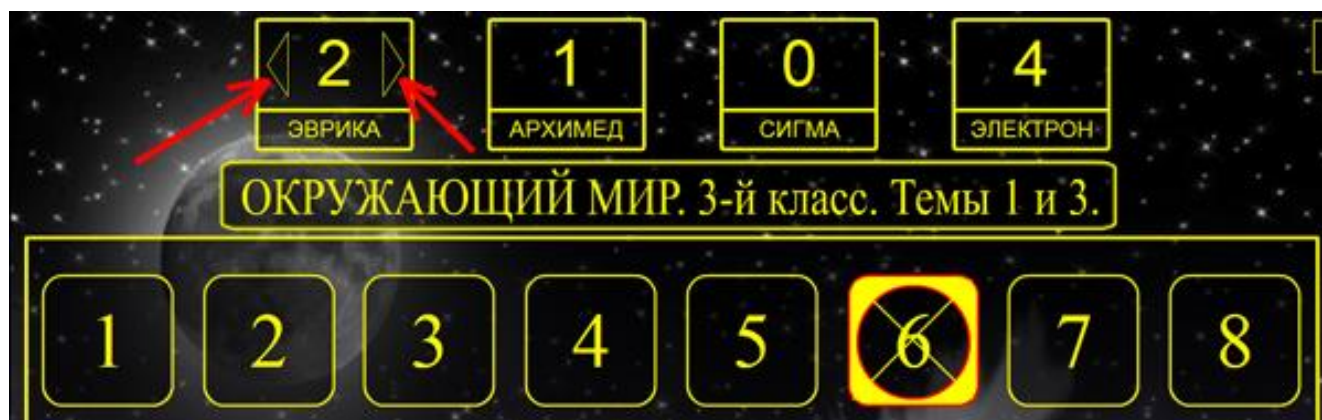 2 1 0 4
ЭВРИКА АРХИМЕД СИГМА ЭЛЕКТРОН
ОКРУЖАЮЩИЙ МИР. 3-й класс. Темы 1 и 3.
1 2 3 4 5 6 7 8